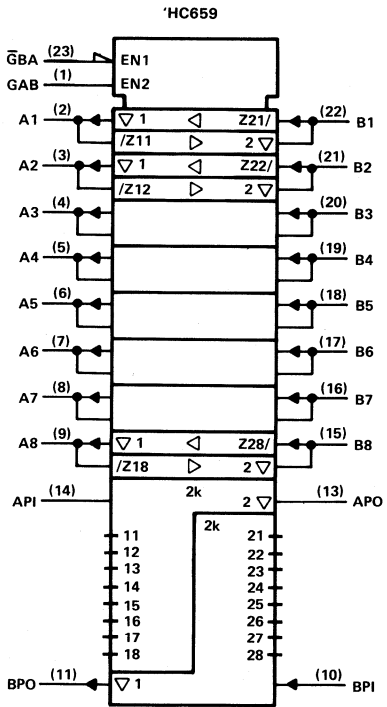 'HC659
G̅BA (23) EN1
GAB (1) EN2
A1 (2) ▽ 1 ◁ Z21/ (22) B1
/Z11 ▷ 2 ▽
A2 (3) ▽ 1 ◁ Z22/ (21) B2
/Z12 ▷ 2 ▽
A3 (4) (20) B3
A4 (5) (19) B4
A5 (6) (18) B5
A6 (7) (17) B6
A7 (8) (16) B7
A8 (9) ▽ 1 ◁ Z28/ (15) B8
/Z18 ▷ 2 ▽
API (14) 2k 2 ▽ (13) APO
2k
11 21
12 22
13 23
14 24
15 25
16 26
17 27
18 28
BPO (11) ▽ 1 (10) BPI